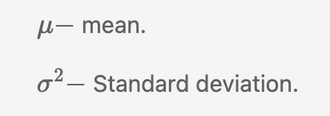 μ— mean.
σ²— Standard deviation.